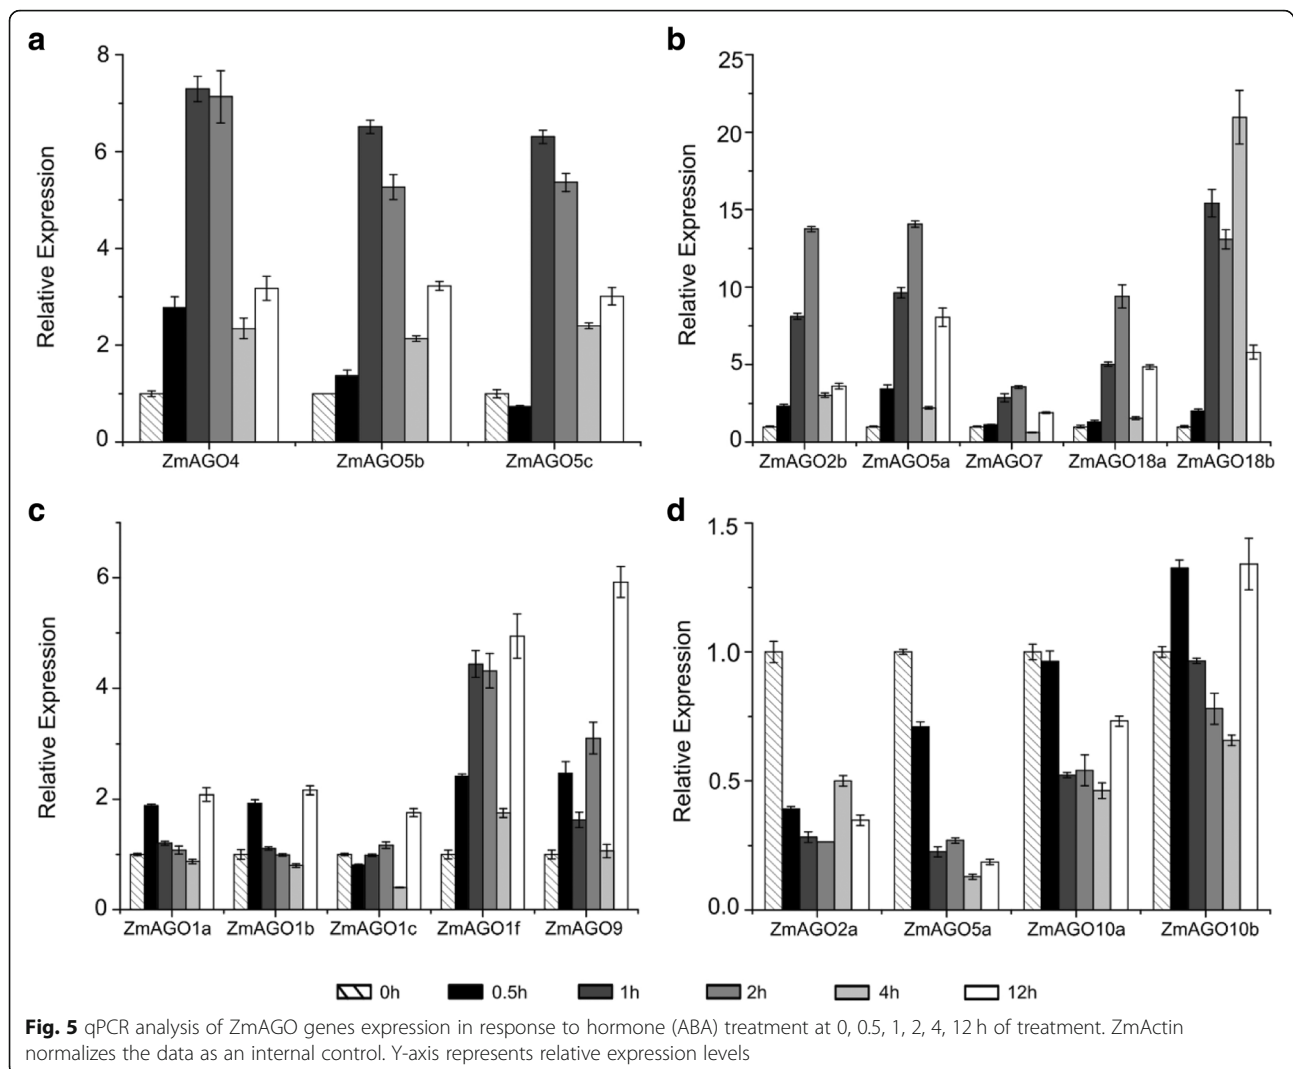 a
8
6
4
2
0
Relative Expression
ZmAGO4 ZmAGO5b ZmAGO5c
b
25
20
15
10
5
0
Relative Expression
ZmAGO2b ZmAGO5a ZmAGO7 ZmAGO18a ZmAGO18b
c
6
4
2
0
Relative Expression
ZmAGO1a ZmAGO1b ZmAGO1c ZmAGO1f ZmAGO9
d
1.5
1.0
0.5
0.0
Relative Expression
ZmAGO2a ZmAGO5a ZmAGO10a ZmAGO10b
0h 0.5h 1h 2h 4h 12h
Fig. 5 qPCR analysis of ZmAGO genes expression in response to hormone (ABA) treatment at 0, 0.5, 1, 2, 4, 12 h of treatment. ZmActin
normalizes the data as an internal control. Y-axis represents relative expression levels